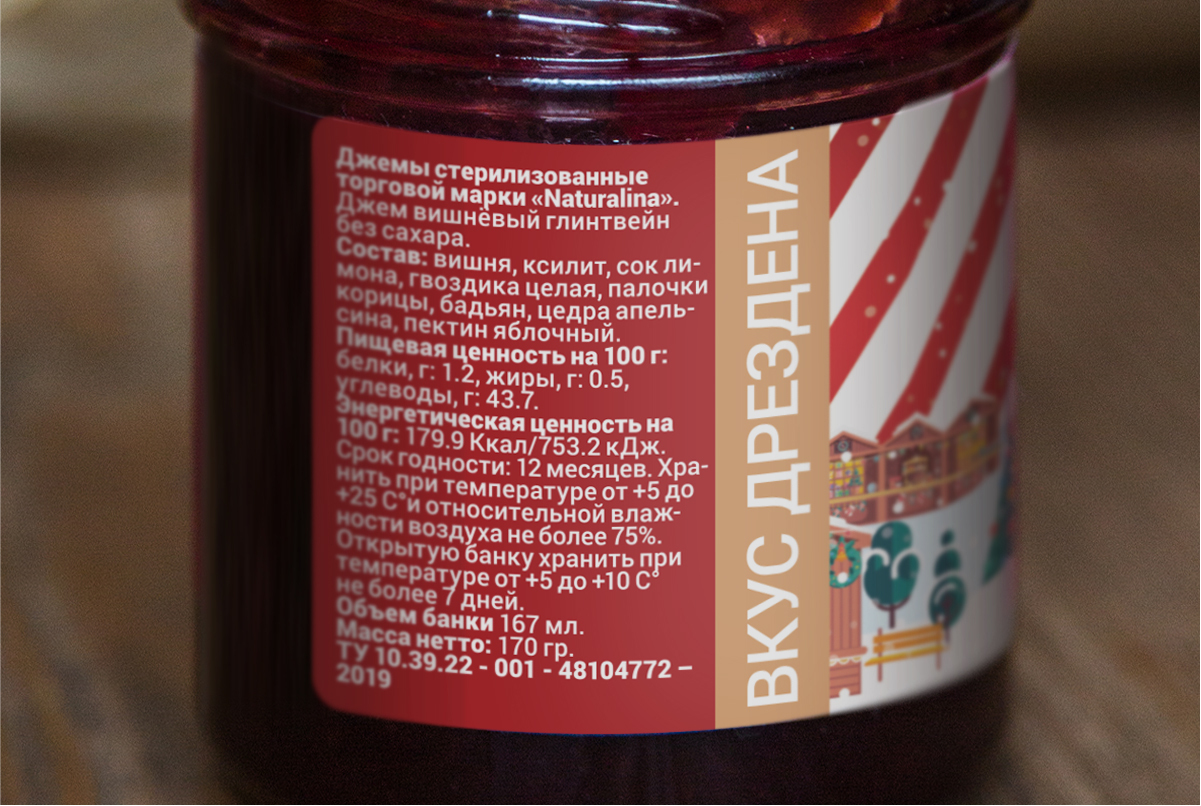 Джемы стерилизованные
торговой марки «Naturalina».
Джем вишнёвый глинтвейн
без сахара.
Состав: вишня, ксилит, сок ли-
мона, гвоздика целая, палочки
корицы, бадьян, цедра апель-
сина, пектин яблочный.
Пищевая ценность на 100 г:
белки, г: 1.2, жиры, г: 0.5,
углеводы, г: 43.7.
Энергетическая ценность на
100 г: 179.9 Ккал/753.2 кДж.
Срок годности: 12 месяцев. Хра-
нить при температуре от +5 до
+25 С°и относительной влаж-
ности воздуха не более 75%.
Открытую банку хранить при
температуре от +5 до +10 С°
не более 7 дней.
Объем банки 167 мл.
Масса нетто: 170 гр.
ТУ 10.39.22 - 001 - 48104772 –
2019
ВКУС ДРЕЗДЕНА